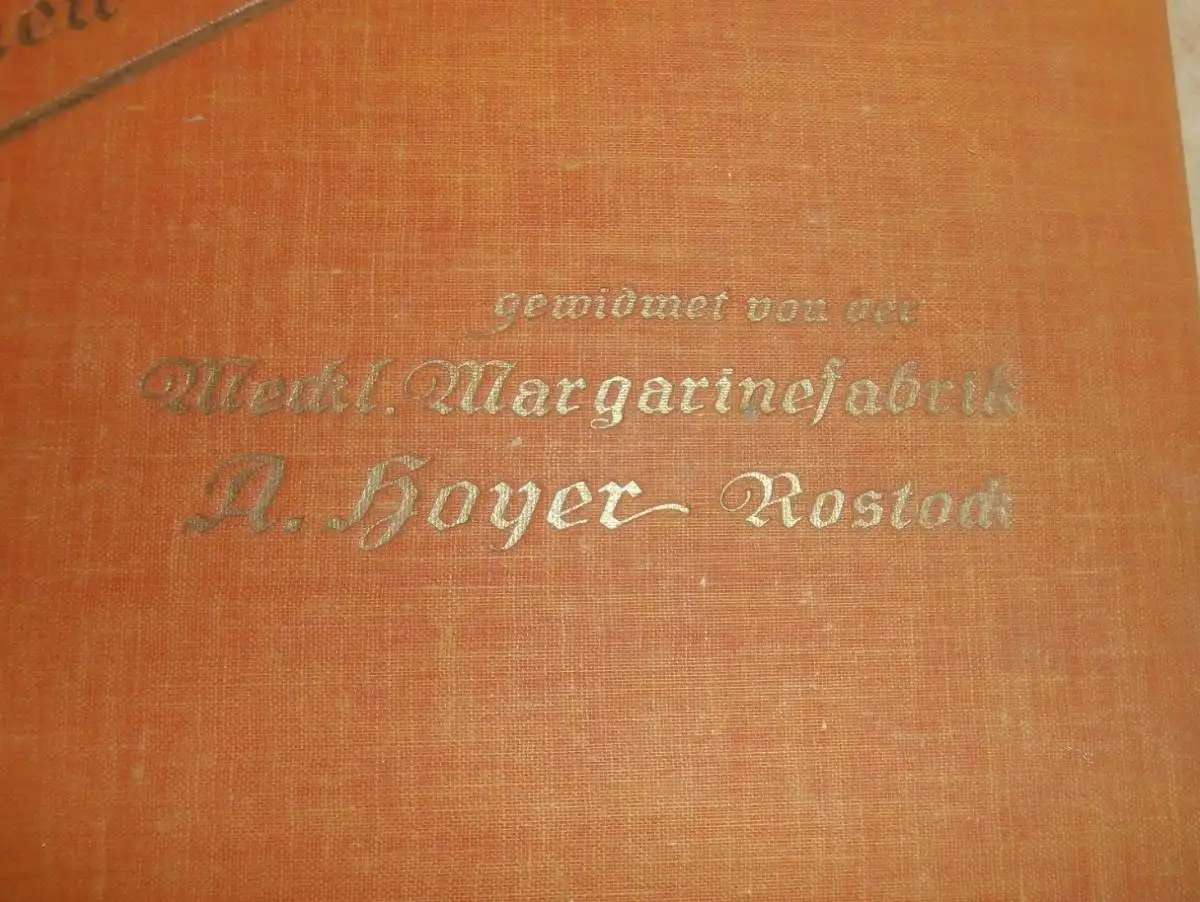 gewidmet von der
Meckl. Margarinefabrik
A. Hoyer Rostock